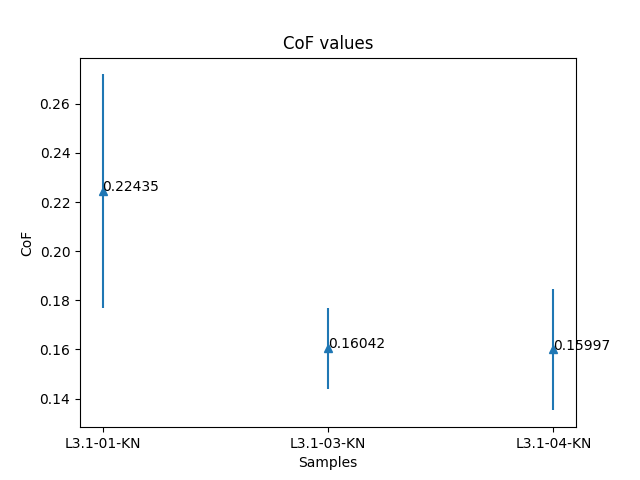 CoF values
0.26
0.24
0.22
0.20
0.18
0.16
0.14
CoF
0.22435
0.16042
0.15997
L3.1-01-KN
L3.1-03-KN
L3.1-04-KN
Samples